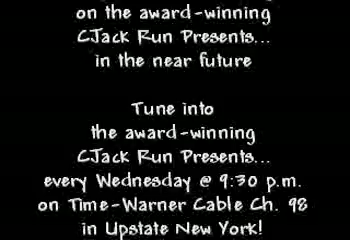 on the award-winning
CJack Run Presents...
in the near future
Tune into
the award-winning
CJack Run Presents...
every Wednesday @ 9:30 p.m.
on Time-Warner Cable Ch. 98
in Upstate New York!